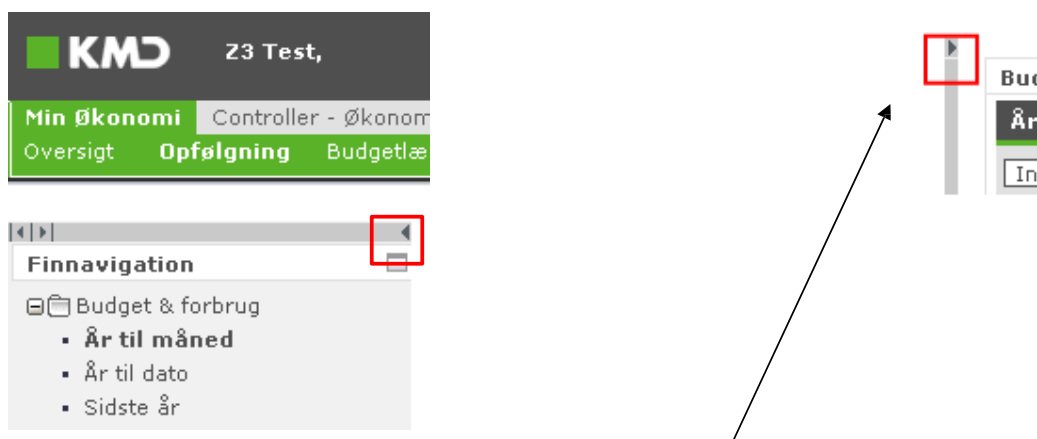 KMD
Z3 Test,
Min Økonomi Controller - Økonom
Oversigt Opfølgning Budgetlæ
Finnavigation
Budget & forbrug
År til måned
År til dato
Sidste år
Bud
År
In